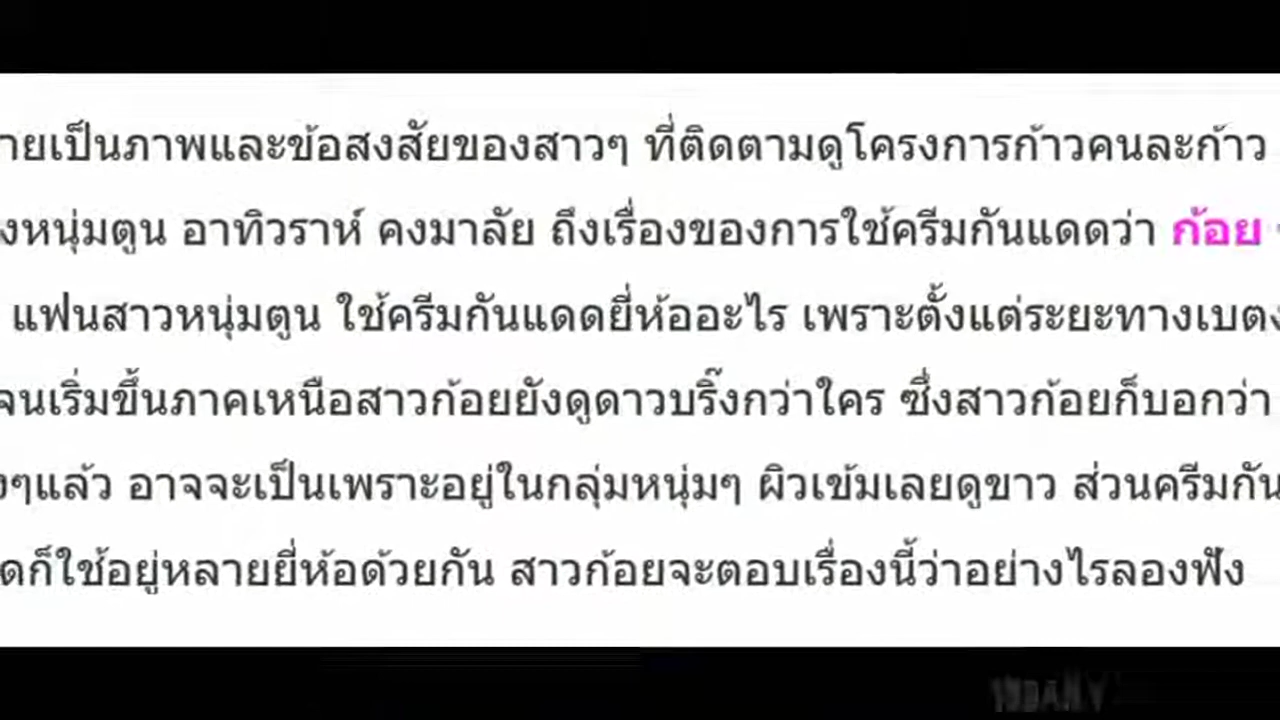 ายเป็นภาพและข้อสงสัยของสาวๆ ที่ติดตามดูโครงการก้าวคนละก้าว
งหนุ่มตูน อาทิวราห์ คงมาลัย ถึงเรื่องของการใช้ครีมกันแดดว่า ก้อย
แฟนสาวหนุ่มตูน ใช้ครีมกันแดดยี่ห้ออะไร เพราะตั้งแต่ระยะทางเบตง
จนเริ่มขึ้นภาคเหนือสาวก้อยยังดูดาวบริ๊งกว่าใคร ซึ่งสาวก้อยก็บอกว่า
งๆแล้ว อาจจะเป็นเพราะอยู่ในกลุ่มหนุ่มๆ ผิวเข้มเลยดูขาว ส่วนครีมกัน
ดก็ใช้อยู่หลายยี่ห้อด้วยกัน สาวก้อยจะตอบเรื่องนี้ว่าอย่างไรลองฟัง